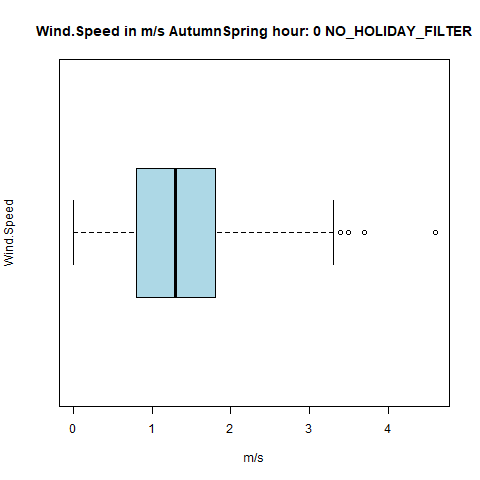 Wind.Speed in m/s AutumnSpring hour: 0 NO_HOLIDAY_FILTER
Wind.Speed
0 1 2 3 4
m/s